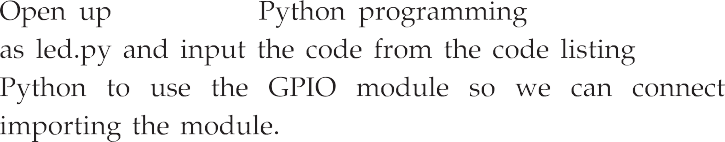 Open up Python programming
as led.py and input the code from the code listing
Python to use the GPIO module so we can connect
importing the module.